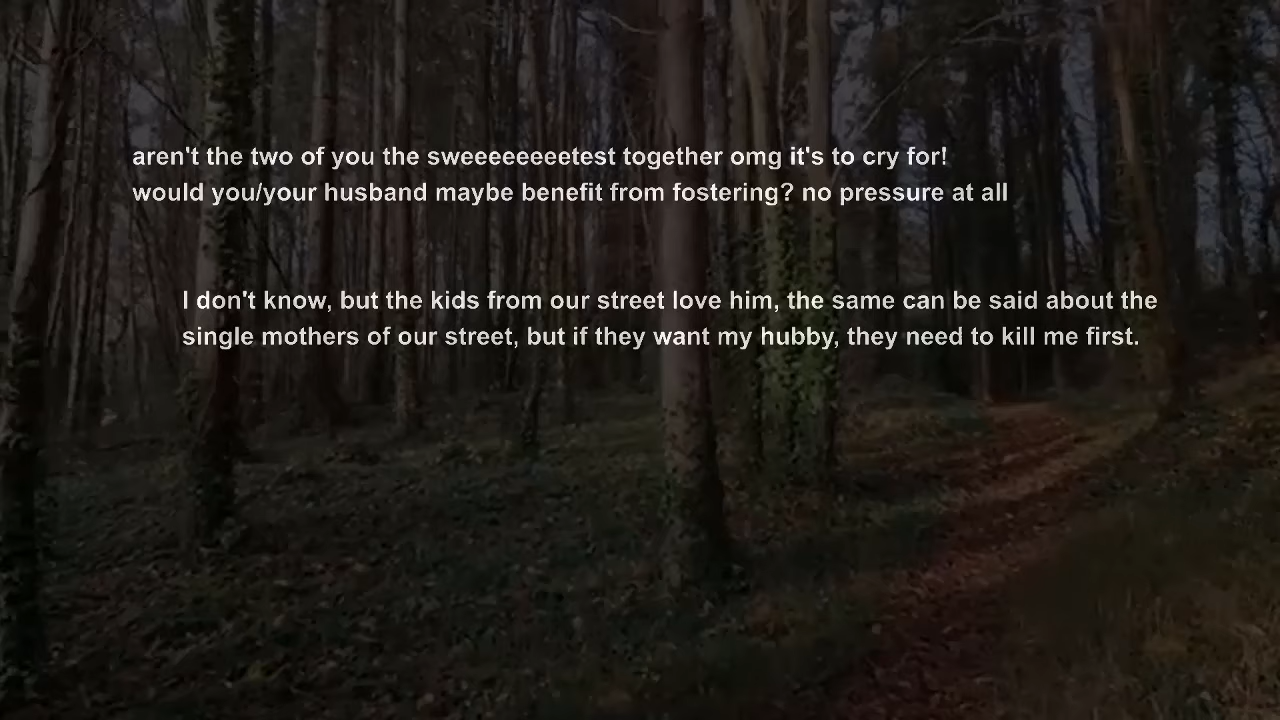 aren't the two of you the sweeeeeeeetest together omg it's to cry for!
would you/your husband maybe benefit from fostering? no pressure at all
I don't know, but the kids from our street love him, the same can be said about the
single mothers of our street, but if they want my hubby, they need to kill me first.